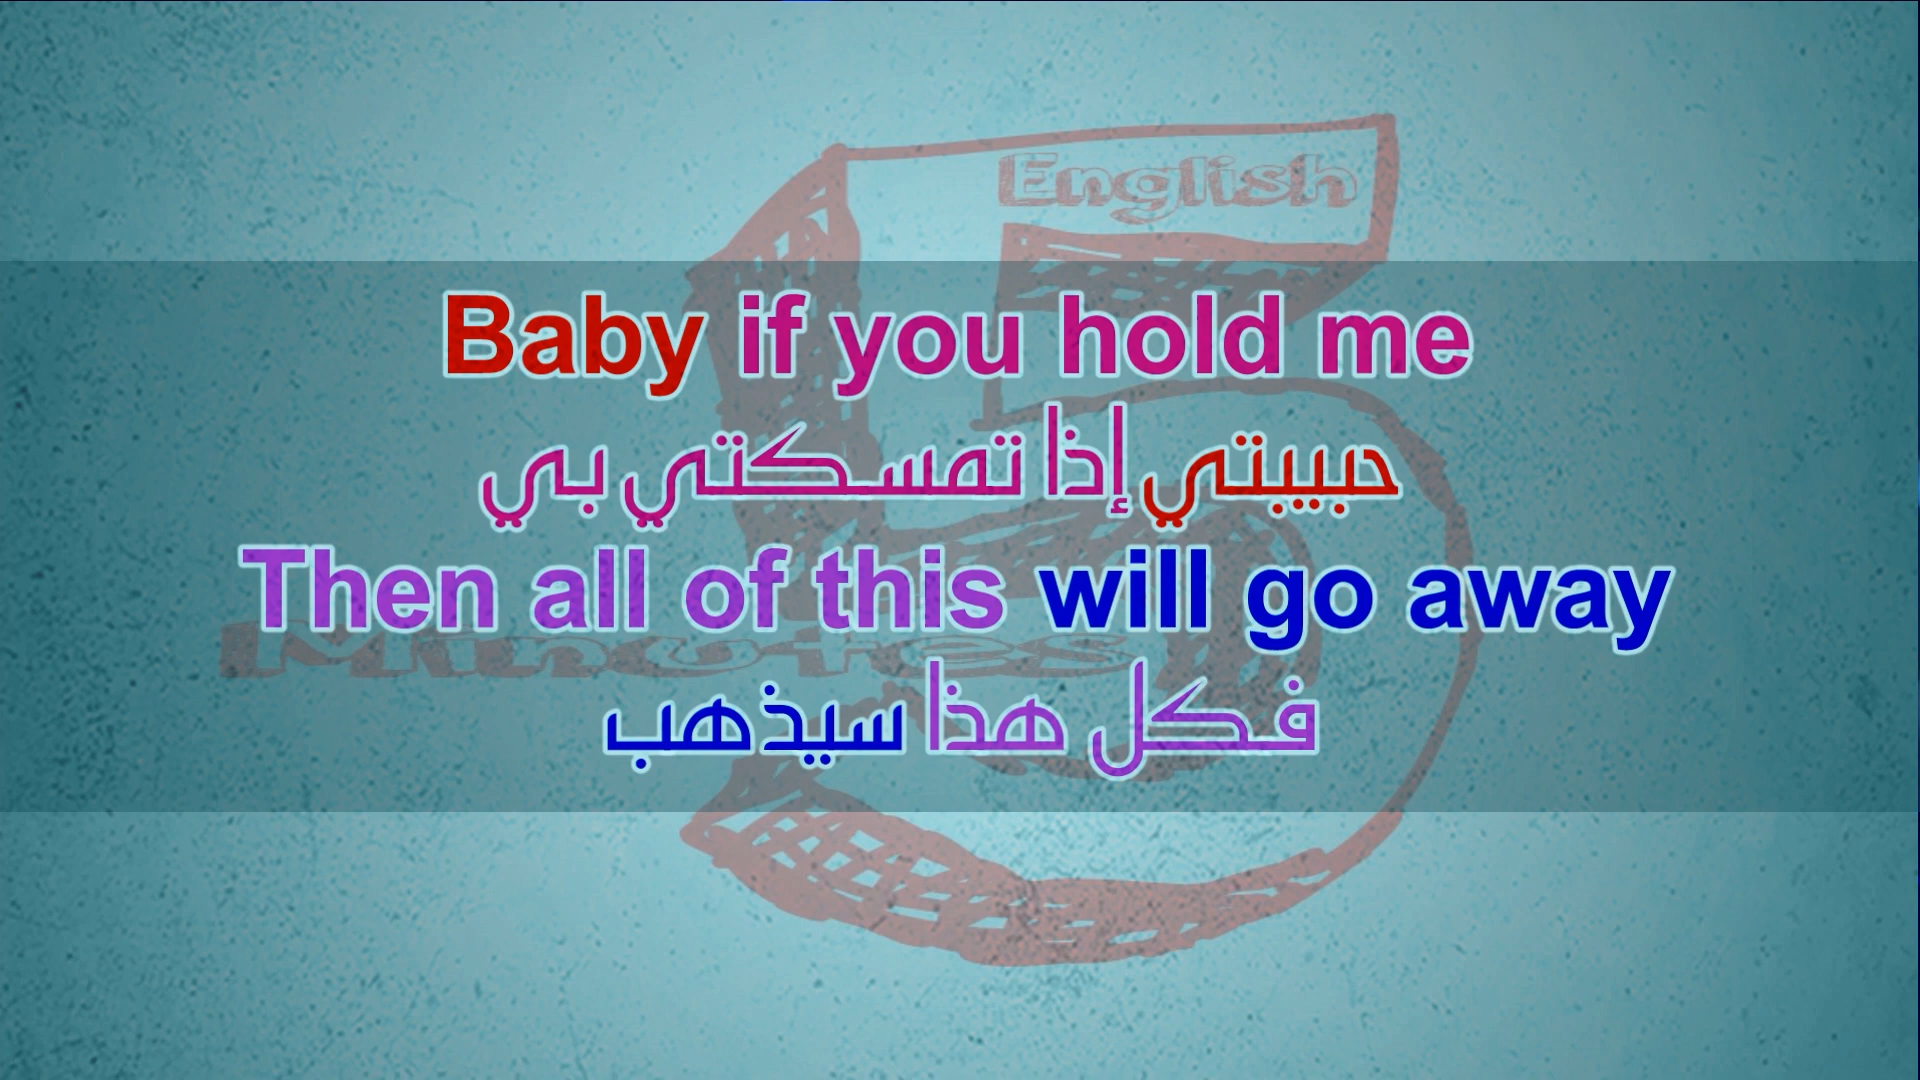 English
Baby if you hold me
حبيبتي إذا تمسكتي بي
Then all of this will go away
Minutes
فكل هذا سيذهب